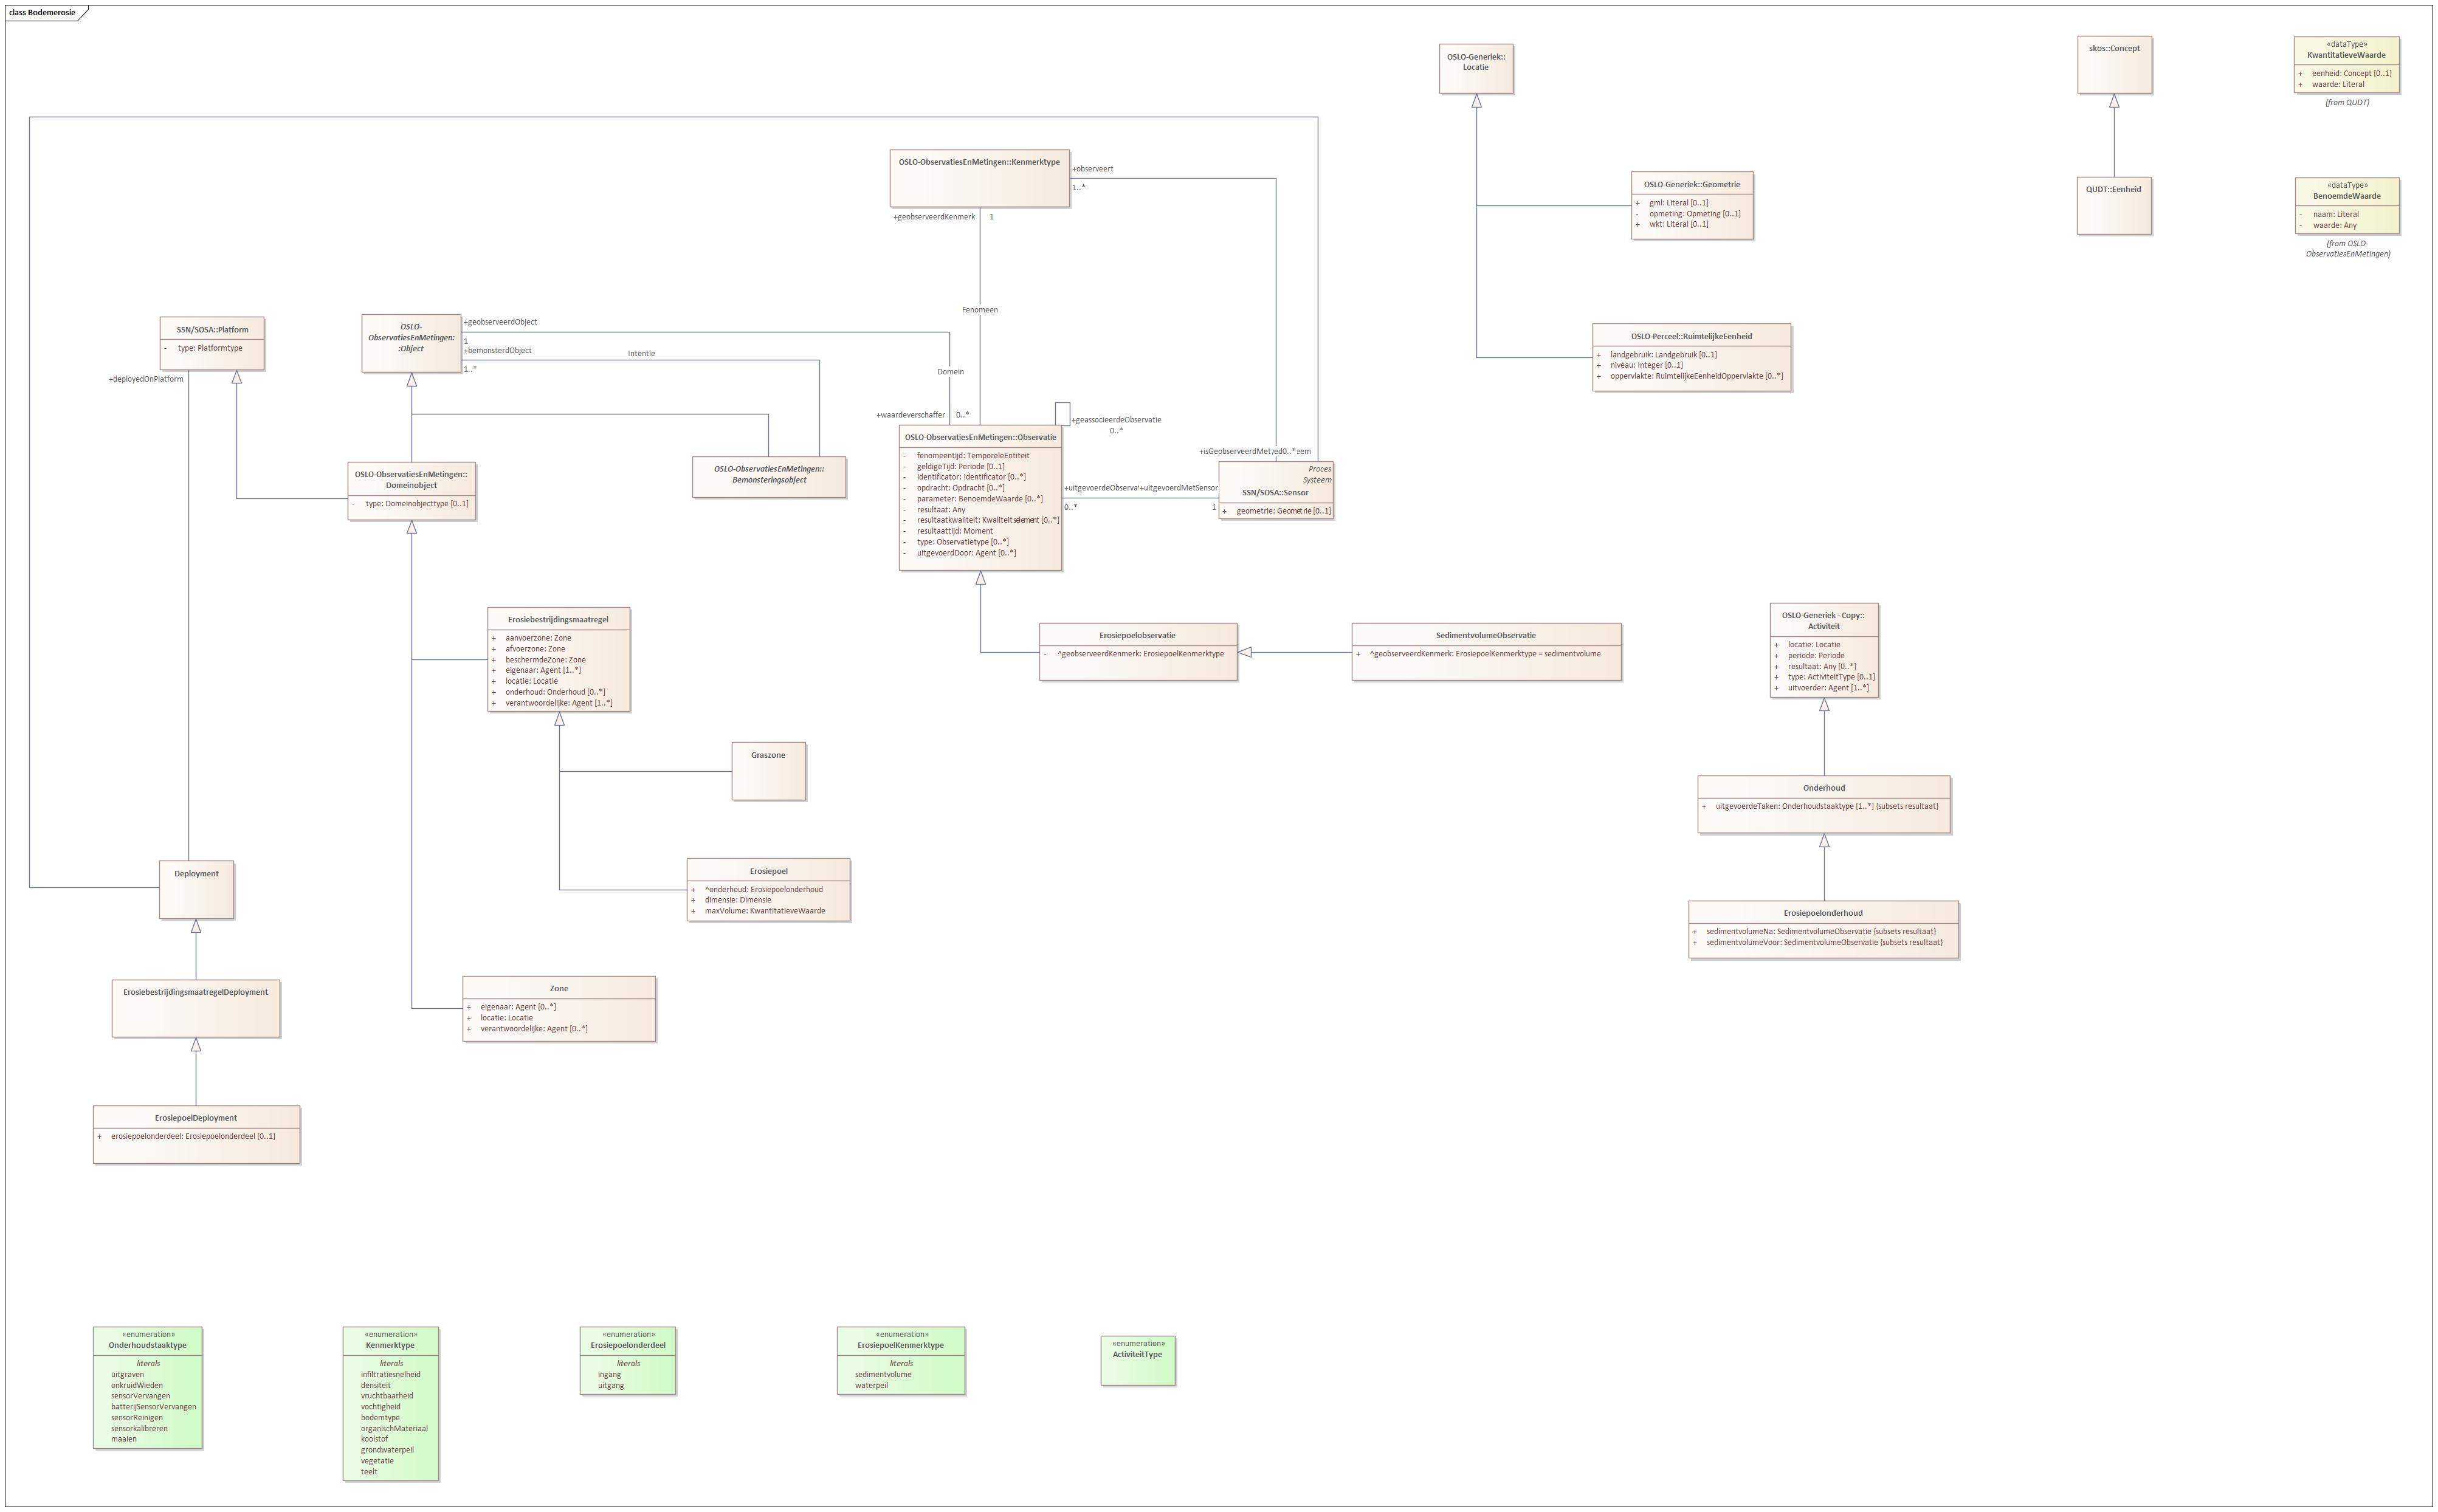 class Bodemerosie
OSLO-Generiek::
Locatie
skos::Concept
«dataType»
KwantitatieveWaarde
+ eenheid: Concept [0..1]
+ waarde: Literal
(from QUDT)
OSLO-ObservatiesEnMetingen::Kenmerktype
+observeert
1..*
+geobserveerdKenmerk 1
OSLO-Generiek::Geometrie
+ gml: Literal [0..1]
- opmeting: Opmeting [0..1]
+ wkt: Literal [0..1]
QUDT::Eenheid
«dataType»
BenoemdeWaarde
- naam: Literal
- waarde: Any
(from OSLO-
ObservatiesEnMetingen)
SSN/SOSA::Platform
- type: Platformtype
+deployedOnPlatform
OSLO-
ObservatiesEnMetingen:
:Object
+geobserveerdObject
1
+bemonsterdObject
1..*
Intentie
Fenomeen
Domein
OSLO-Perceel::RuimtelijkeEenheid
+ landgebruik: Landgebruik [0..1]
+ niveau: Integer [0..1]
+ oppervlakte: RuimtelijkeEenheidOppervlakte [0..*]
+waardeverschaffer 0..*
+geassocieerdeObservatie
0..*
OSLO-ObservatiesEnMetingen::
Domeinobject
- type: Domeinobjecttype [0..1]
OSLO-ObservatiesEnMetingen::
Bemonsteringsobject
OSLO-ObservatiesEnMetingen::Observatie
- fenomeentijd: TemporeleEntiteit
- geldigeTijd: Periode [0..1]
- identificator: Identificator [0..*]
- opdracht: Opdracht [0..*]
- parameter: BenoemdeWaarde [0..*]
- resultaat: Any
- resultaatkwaliteit: Kwaliteitselement [0..*]
- resultaattijd: Moment
- type: Observatietype [0..*]
- uitgevoerdDoor: Agent [0..*]
+isGeobserveerdMet 0..*
+uitgevoerdeObserva +uitgevoerdMetSensor
0..* 1
Proces
Systeem
SSN/SOSA::Sensor
+ geometrie: Geometrie [0..1]
Erosiebestrijdingsmaatregel
+ aanvoerzone: Zone
+ afvoerzone: Zone
+ beschermdeZone: Zone
+ eigenaar: Agent [1..*]
+ locatie: Locatie
+ onderhoud: Onderhoud [0..*]
+ verantwoordelijke: Agent [1..*]
Erosiepoelobservatie
- ^geobserveerdKenmerk: ErosiepoelKenmerktype
SedimentvolumeObservatie
+ ^geobserveerdKenmerk: ErosiepoelKenmerktype = sedimentvolume
OSLO-Generiek - Copy::
Activiteit
+ locatie: Locatie
+ periode: Periode
+ resultaat: Any [0..*]
+ type: ActiviteitType [0..1]
+ uitvoerder: Agent [1..*]
Graszone
Onderhoud
+ uitgevoerdeTaken: Onderhoudstaaktype [1..*] {subsets resultaat}
Deployment
Erosiepoel
+ ^onderhoud: Erosiepoelonderhoud
+ dimensie: Dimensie
+ maxVolume: KwantitatieveWaarde
Erosiepoelonderhoud
+ sedimentvolumeNa: SedimentvolumeObservatie {subsets resultaat}
+ sedimentvolumeVoor: SedimentvolumeObservatie {subsets resultaat}
ErosiebestrijdingsmaatregelDeployment
Zone
+ eigenaar: Agent [0..*]
+ locatie: Locatie
+ verantwoordelijke: Agent [0..*]
ErosiepoelDeployment
+ erosiepoelonderdeel: Erosiepoelonderdeel [0..1]
«enumeration»
Onderhoudstaaktype
literals
uitgraven
onkruidWieden
sensorVervangen
batterijSensorVervangen
sensorReinigen
sensorkalibreren
maaien
«enumeration»
Kenmerktype
literals
infiltratiesnelheid
densiteit
vruchtbaarheid
vochtigheid
bodemtype
organischMateriaal
koolstof
grondwaterpeil
vegetatie
teelt
«enumeration»
Erosiepoelonderdeel
literals
ingang
uitgang
«enumeration»
ErosiepoelKenmerktype
literals
sedimentvolume
waterpeil
«enumeration»
ActiviteitType